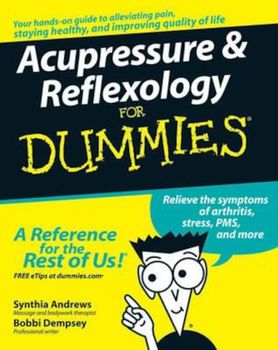 Your hands-on guide to alleviating pain,
staying healthy, and improving quality of life
Acupressure &
Reflexology
FOR
DUMMIES®
Relieve the symptoms
of arthritis,
stress, PMS,
and more
A Reference
for the
Rest of Us!®
FREE eTips at dummies.com®
Synthia Andrews
Massage and bodywork therapist
Bobbi Dempsey
Professional writer